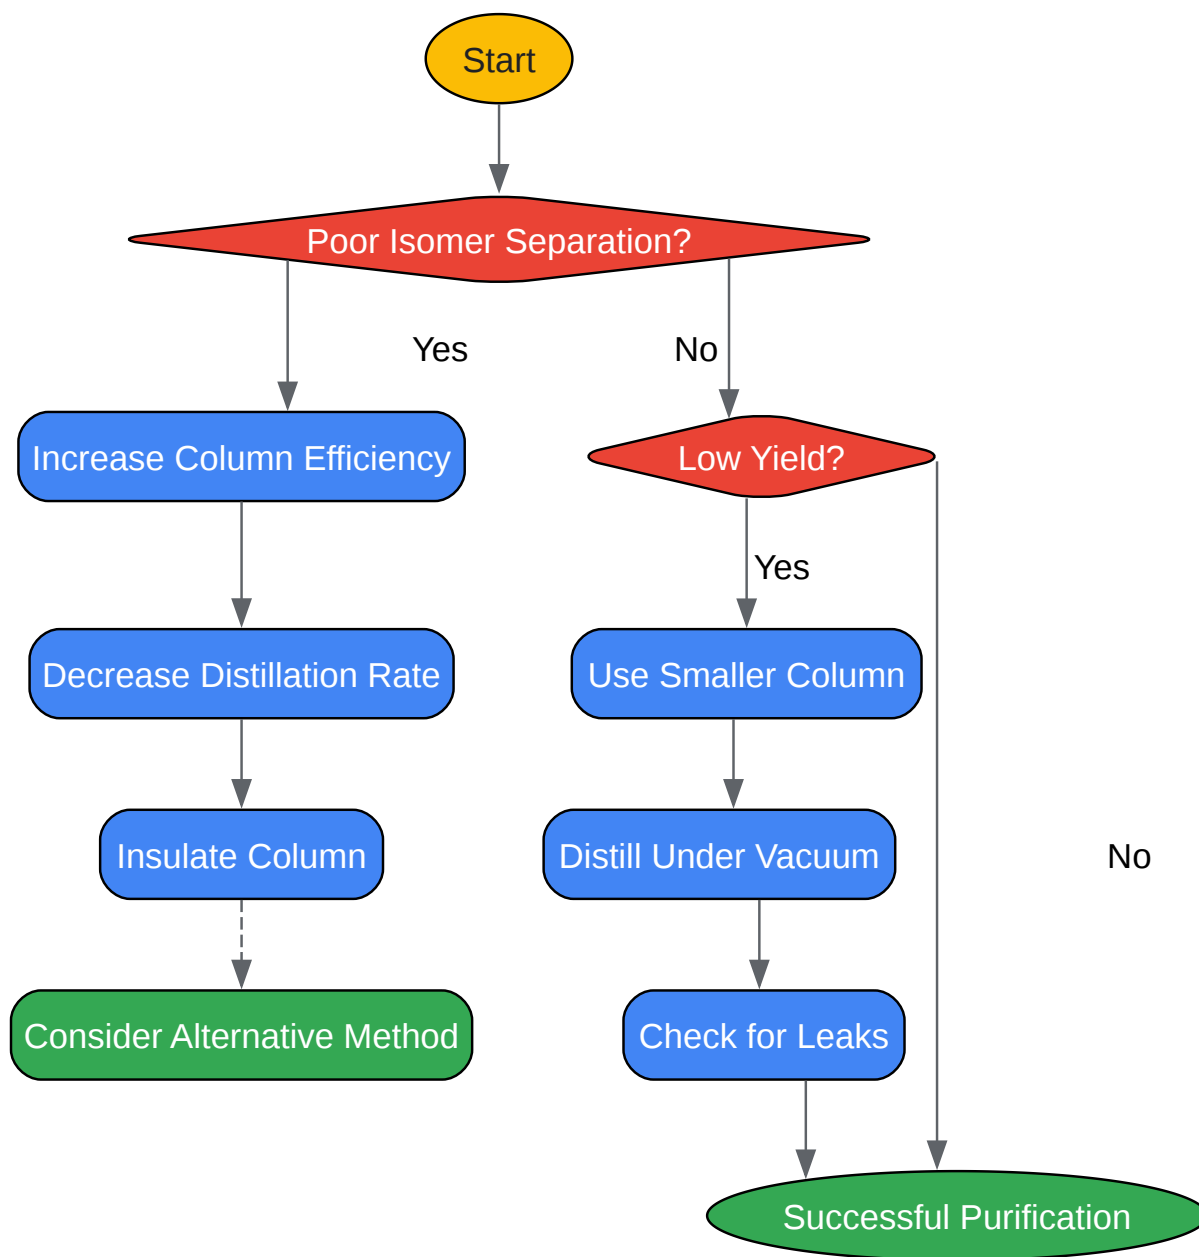 Start
Poor Isomer Separation?
Yes
No
Increase Column Efficiency
Low Yield?
Yes
Decrease Distillation Rate
Use Smaller Column
Insulate Column
Distill Under Vacuum
No
Consider Alternative Method
Check for Leaks
Successful Purification